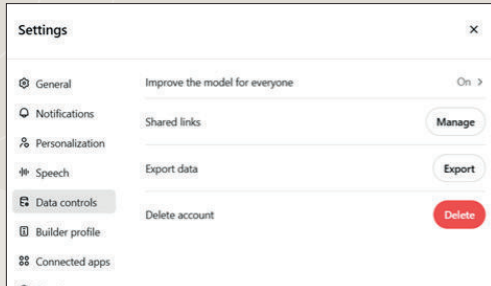 Settings
General
Notifications
Personalization
Speech
Data controls
Builder profile
Connected apps
Improve the model for everyone On
Shared links Manage
Export data Export
Delete account Delete